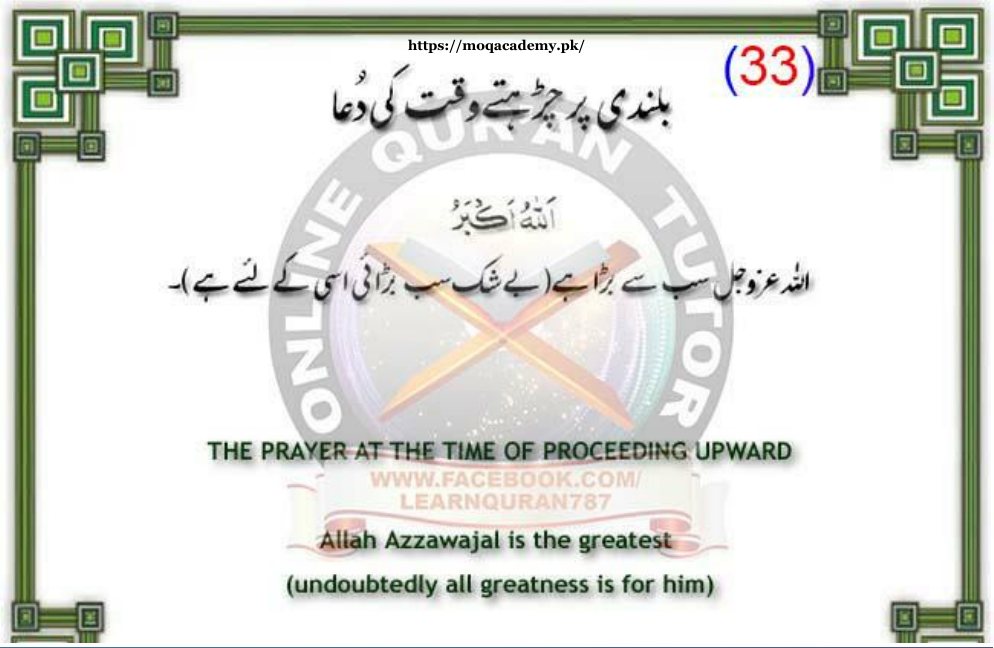 https://moqacademy.pk/
(33)
بلندی پر چڑھتے وقت کی دُعا
ONLINE QUR'AN TUTOR
اَللّٰهُ اَكْبَرُ
اللہ عزوجل سب سے بڑا ہے (بے شک سب بڑائی اسی کے لئے ہے)۔
THE PRAYER AT THE TIME OF PROCEEDING UPWARD
WWW.FACEBOOK.COM/
LEARNQURAN787
Allah Azzawajal is the greatest
(undoubtedly all greatness is for him)